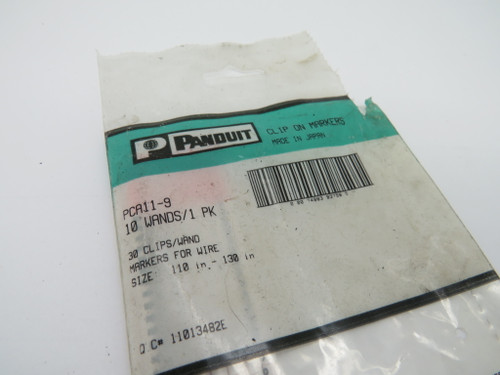 PANDUIT
CLIP ON MARKERS
MADE IN JAPAN
PCA11-9
10 WANDS/1 PK
30 CLIPS/WAND
MARKERS FOR WIRE
SIZE .110 in.-.130 in
Q C# 11013482E